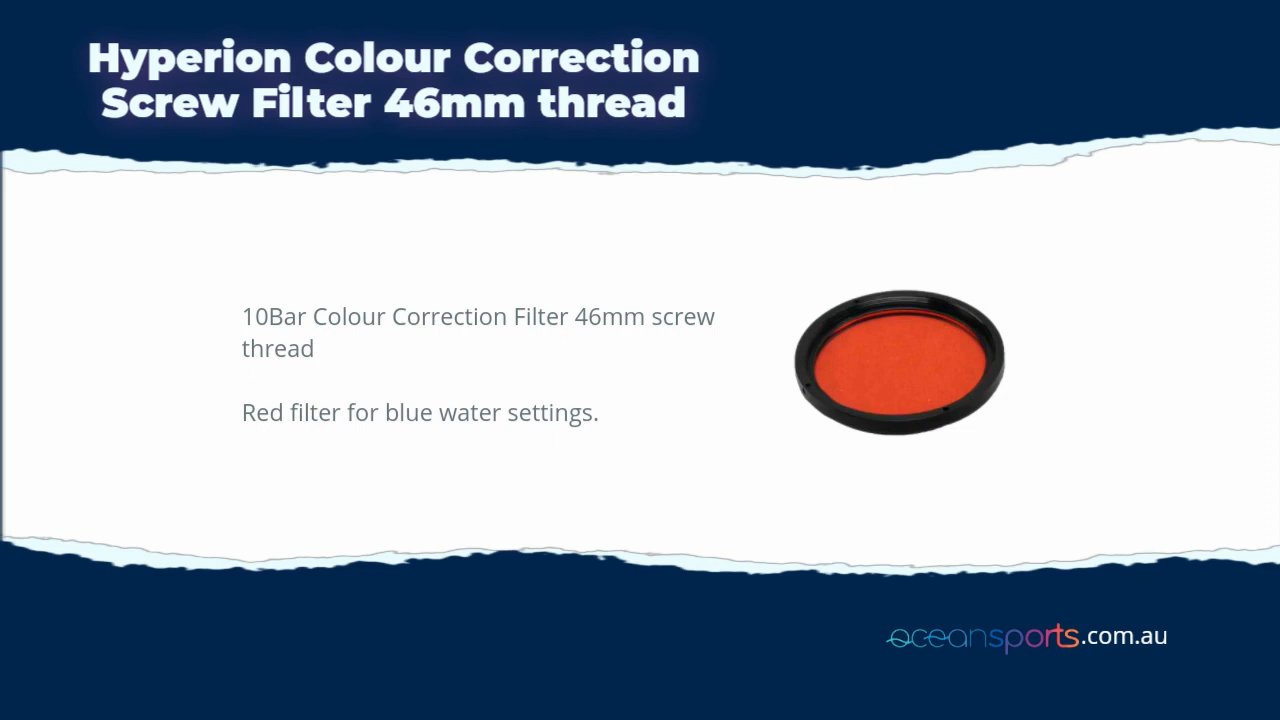 Hyperion Colour Correction
Screw Filter 46mm thread
10Bar Colour Correction Filter 46mm screw
thread
Red filter for blue water settings.
oceansports.com.au